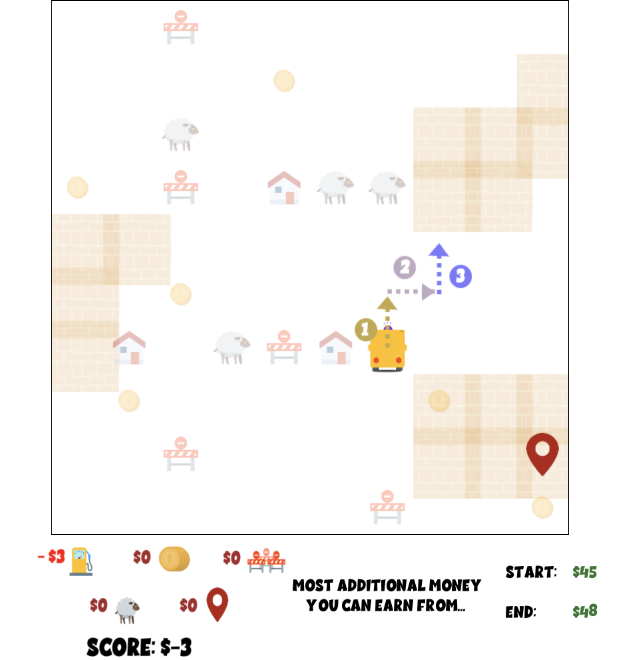 2
3
1
- $3
$0
$0
$0
$0
SCORE: $-3
MOST ADDITIONAL MONEY
YOU CAN EARN FROM...
START: $45
END: $48